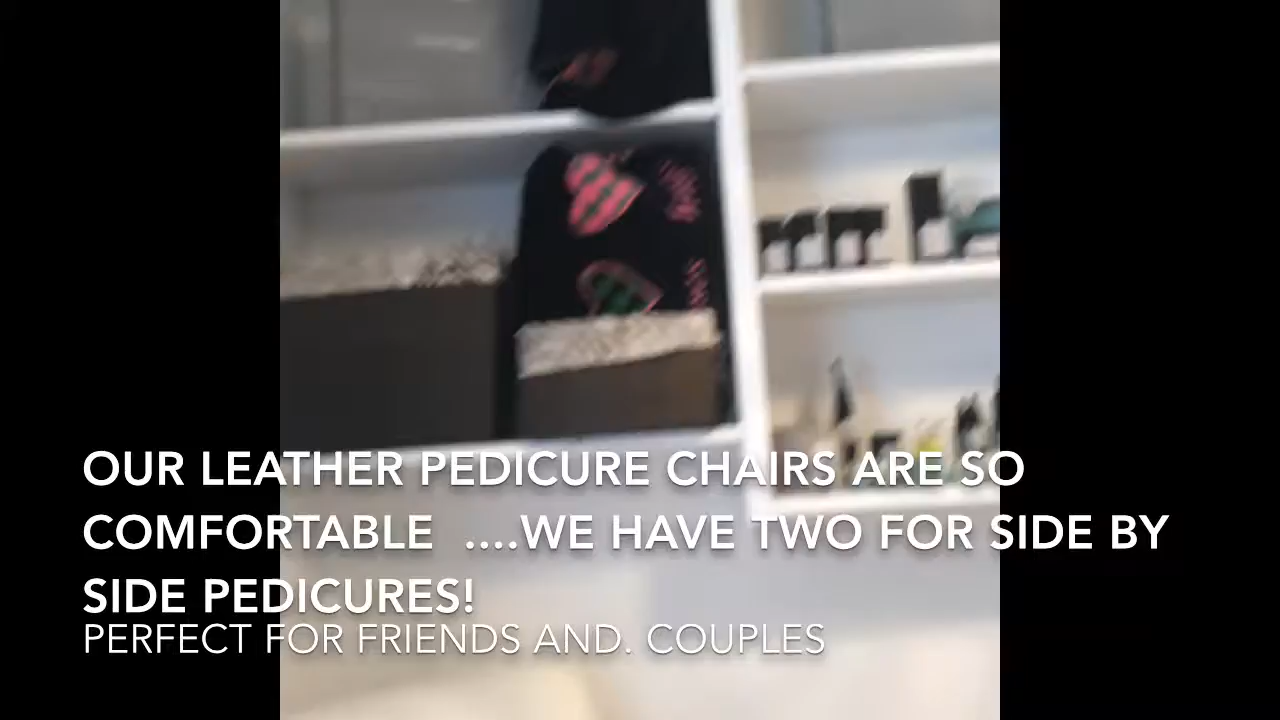 OUR LEATHER PEDICURE CHAIRS ARE SO
COMFORTABLE ....WE HAVE TWO FOR SIDE BY
SIDE PEDICURES!
PERFECT FOR FRIENDS AND. COUPLES